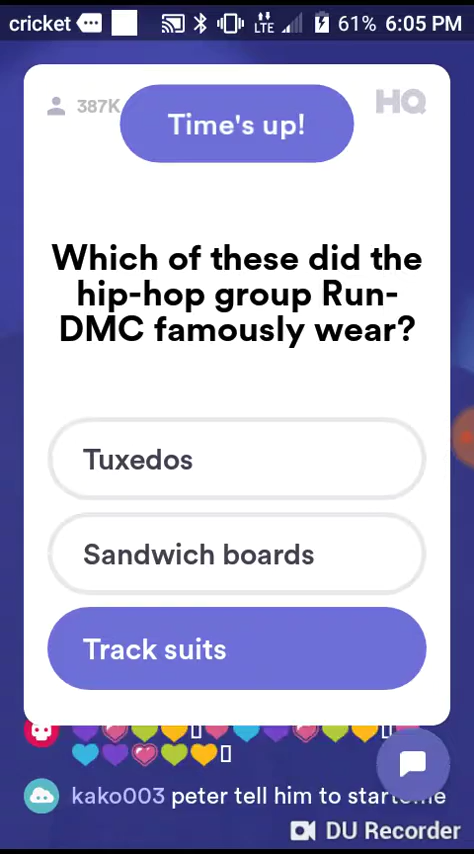 cricket LTE 61% 6:05 PM
387K Time's up! HQ
Which of these did the
hip-hop group Run-
DMC famously wear?
Tuxedos
Sandwich boards
Track suits
kako003 peter tell him to start
DU Recorder